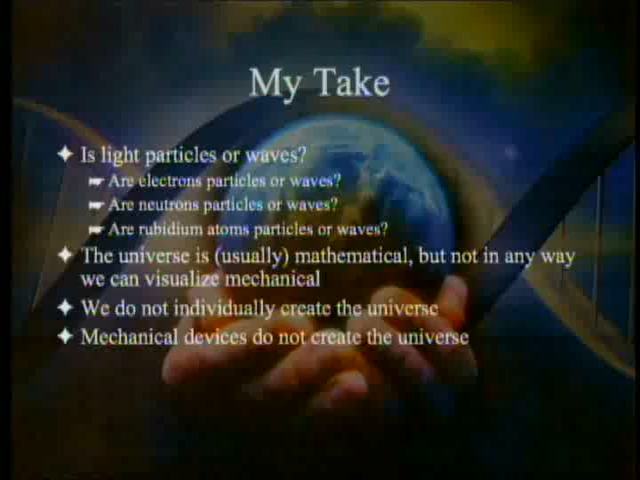 My Take
Is light particles or waves?
Are electrons particles or waves?
Are neutrons particles or waves?
Are rubidium atoms particles or waves?
The universe is (usually) mathematical, but not in any way
we can visualize mechanical
We do not individually create the universe
Mechanical devices do not create the universe